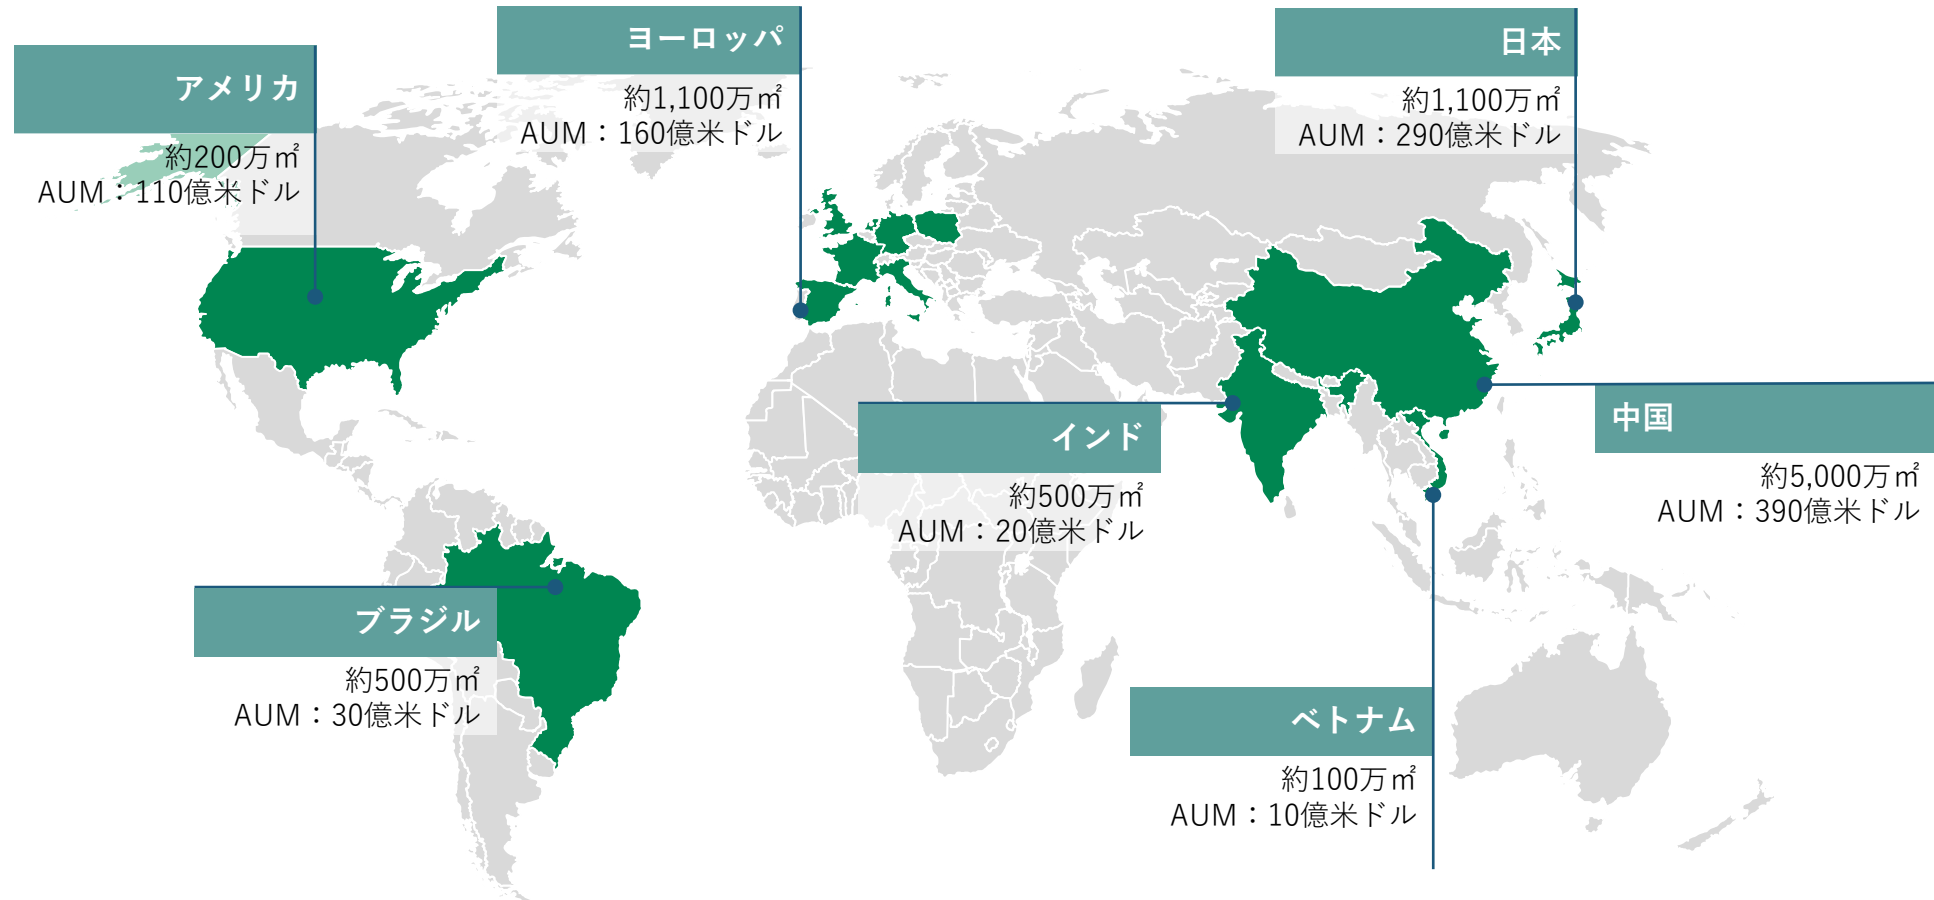 アメリカ
約200万㎡
AUM：110億米ドル
ヨーロッパ
約1,100万㎡
AUM：160億米ドル
日本
約1,100万㎡
AUM：290億米ドル
インド
約500万㎡
AUM：20億米ドル
中国
約5,000万㎡
AUM：390億米ドル
ブラジル
約500万㎡
AUM：30億米ドル
ベトナム
約100万㎡
AUM：10億米ドル